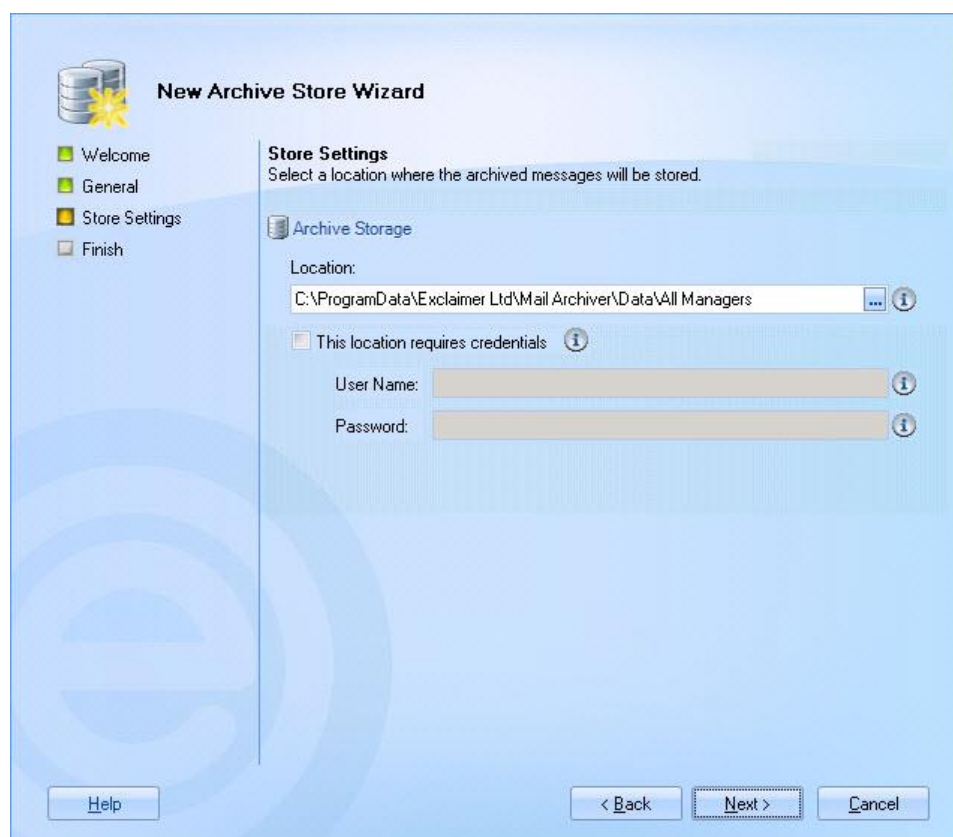 New Archive Store Wizard
Welcome
General
Store Settings
Finish
Store Settings
Select a location where the archived messages will be stored.
Archive Storage
Location:
C:\ProgramData\Exclaimer Ltd\Mail Archiver\Data\All Managers
...
This location requires credentials
User Name:
Password:
Help
< Back
Next >
Cancel